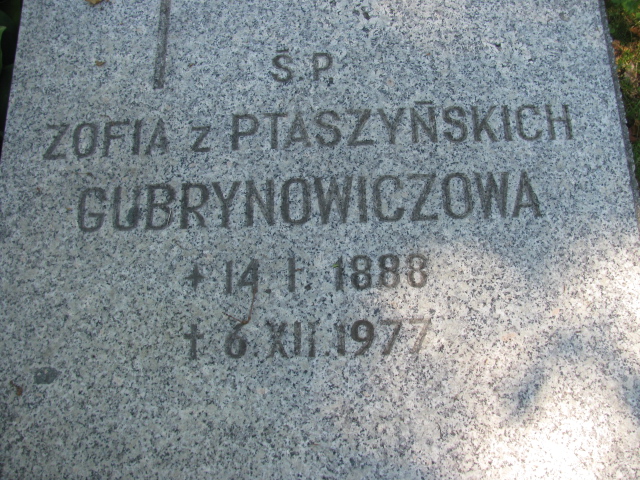 Ś.P.
ZOFIA z PTASZYŃSKICH
GUBRYNOWICZOWA
+ 14. I. 1888
† 6.XII.1977